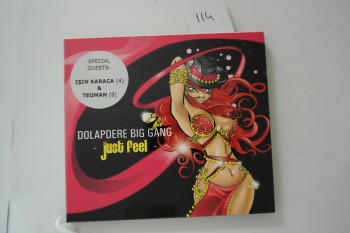 114
SPECIAL
GUESTS:
IŞIN KARACA (4)
&
TEOMAN (8)
DOLAPDERE BIG GANG
- just feel -